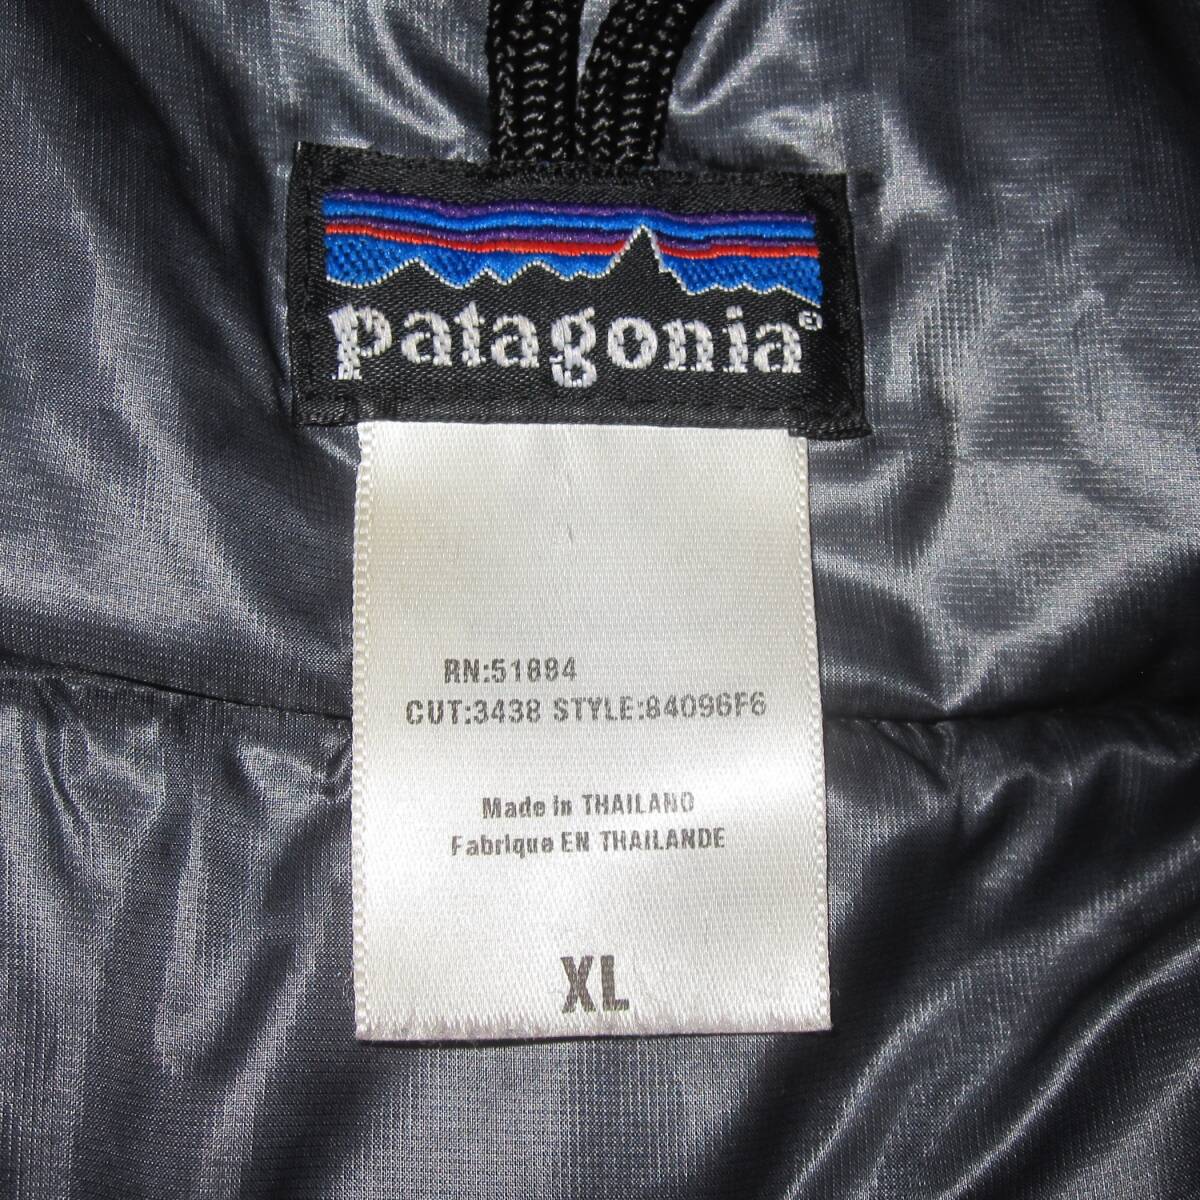 patagonia®
RN:51884
CUT:3438 STYLE:84096F6
Made in THAILAND
Fabrique EN THAILANDE
XL